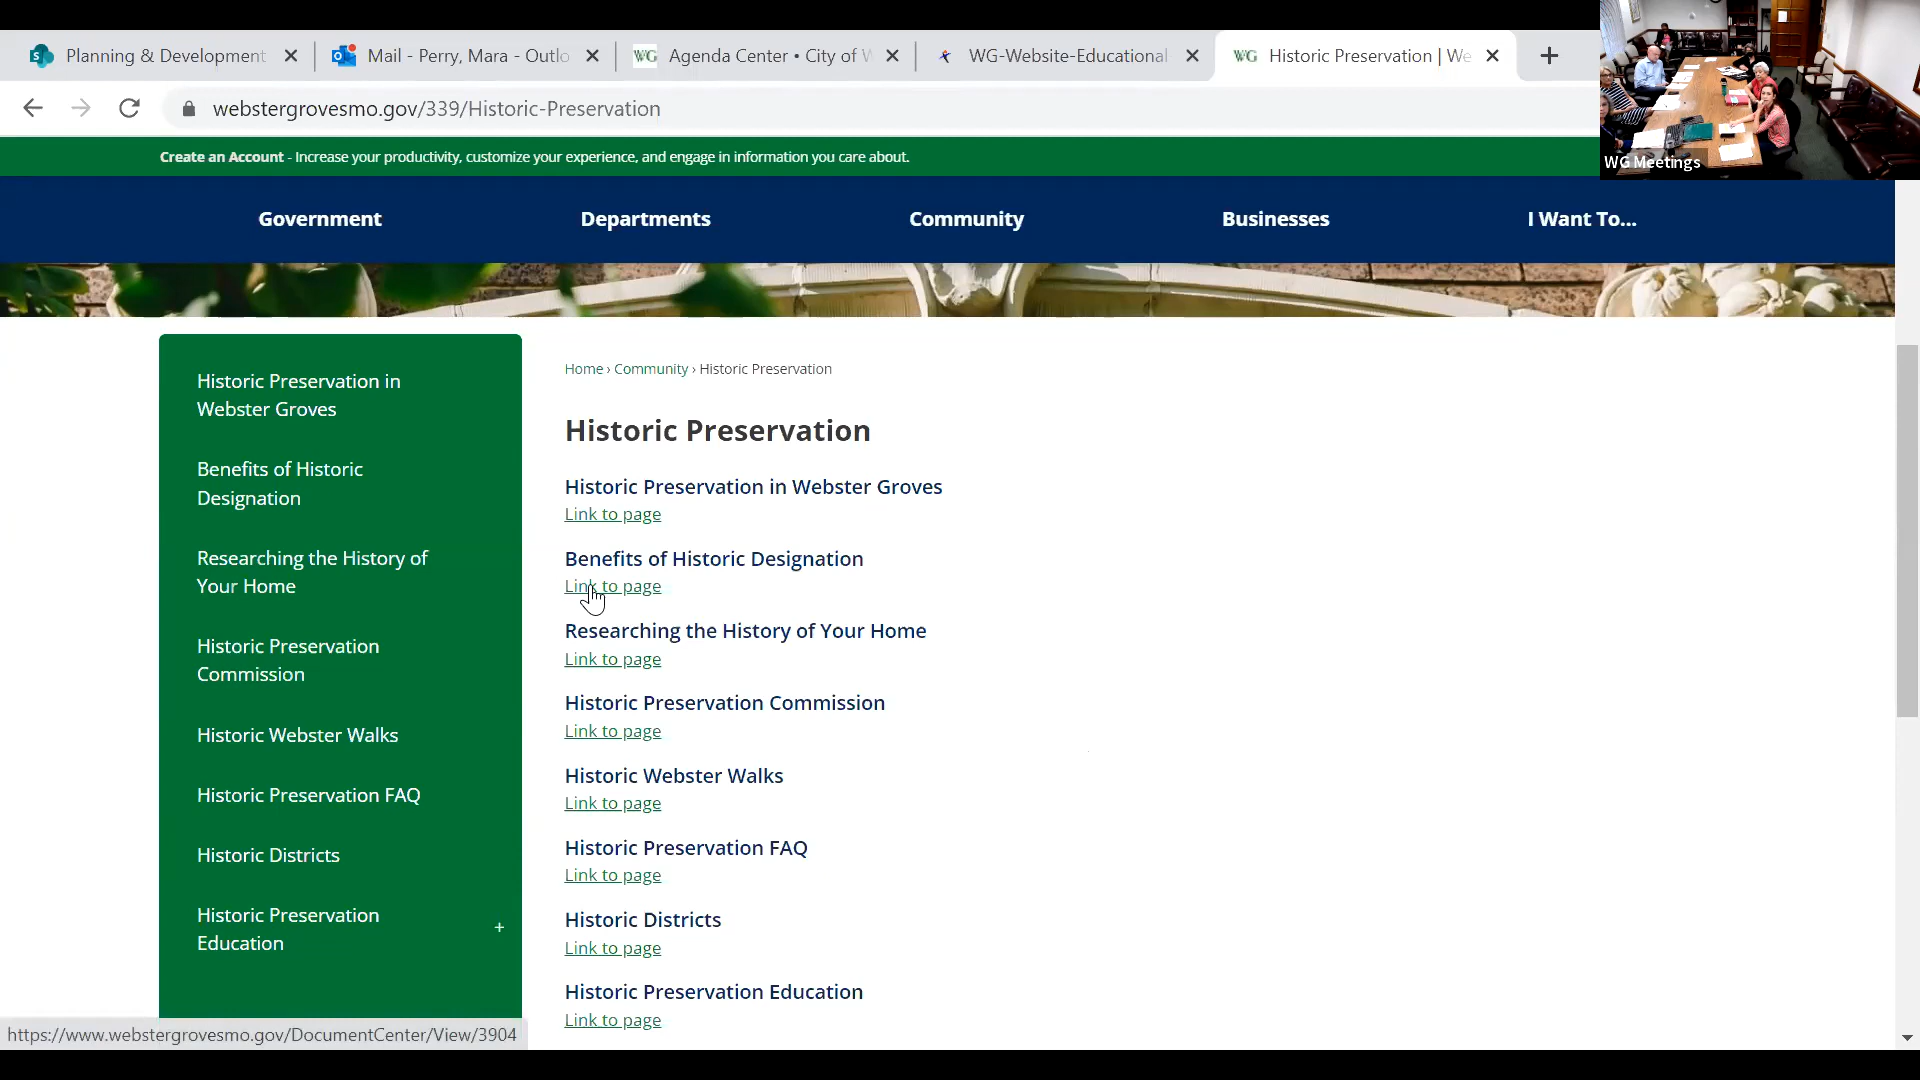 Planning & Development
Mail - Perry, Mara - Outlo
WG Agenda Center • City of W
WG-Website-Educational
WG Historic Preservation | We
webstergrovesmo.gov/339/Historic-Preservation
WG Meetings
Create an Account - Increase your productivity, customize your experience, and engage in information you care about.
Government Departments Community Businesses I Want To...
Historic Preservation in
Webster Groves
Benefits of Historic
Designation
Researching the History of
Your Home
Historic Preservation
Commission
Historic Webster Walks
Historic Preservation FAQ
Historic Districts
Historic Preservation
Education +
Home › Community › Historic Preservation
Historic Preservation
Historic Preservation in Webster Groves
Link to page
Benefits of Historic Designation
Link to page
Researching the History of Your Home
Link to page
Historic Preservation Commission
Link to page
Historic Webster Walks
Link to page
Historic Preservation FAQ
Link to page
Historic Districts
Link to page
Historic Preservation Education
Link to page
https://www.webstergrovesmo.gov/DocumentCenter/View/3904